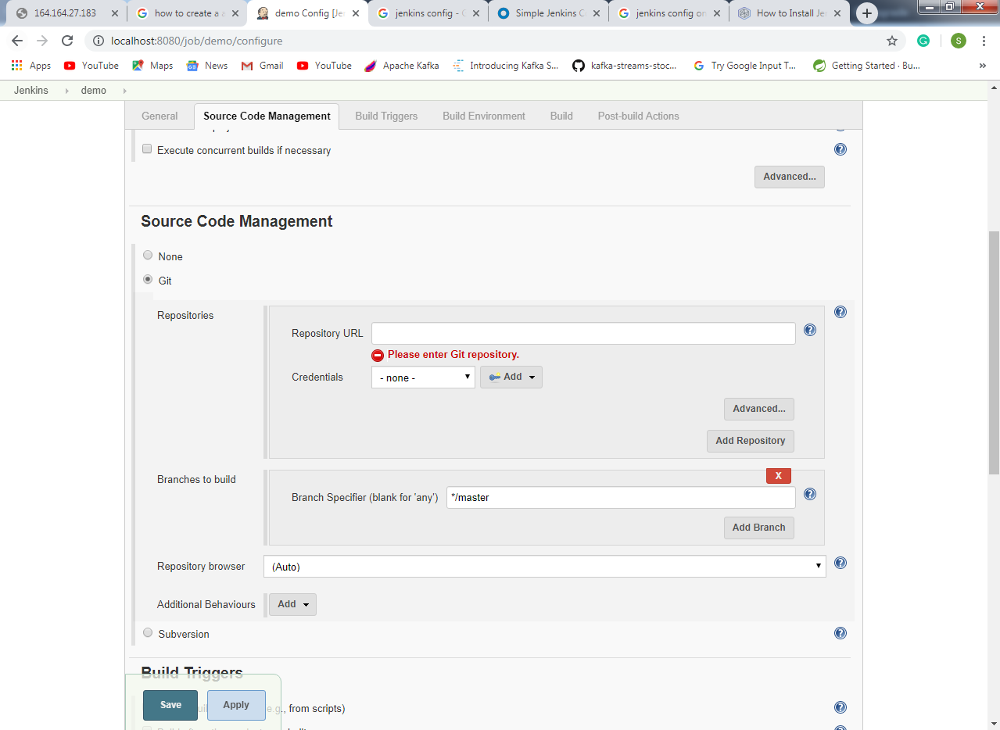 164.164.27.183
how to create a a
demo Config [Je
jenkins config - G
Simple Jenkins C
jenkins config on
How to Install Je
localhost:8080/job/demo/configure
S
Apps
YouTube
Maps
News
Gmail
YouTube
Apache Kafka
Introducing Kafka S...
kafka-streams-stoc...
Try Google Input T...
Getting Started · Bu...
»
Jenkins
demo
General
Source Code Management
Build Triggers
Build Environment
Build
Post-build Actions
Execute concurrent builds if necessary
Advanced...
Source Code Management
None
Git
Repositories
Repository URL
Please enter Git repository.
Credentials
- none -
Add
Advanced...
Add Repository
Branches to build
X
Branch Specifier (blank for 'any')
*/master
Add Branch
Repository browser
(Auto)
Additional Behaviours
Add
Subversion
Build Triggers
Save
Apply
e.g., from scripts)